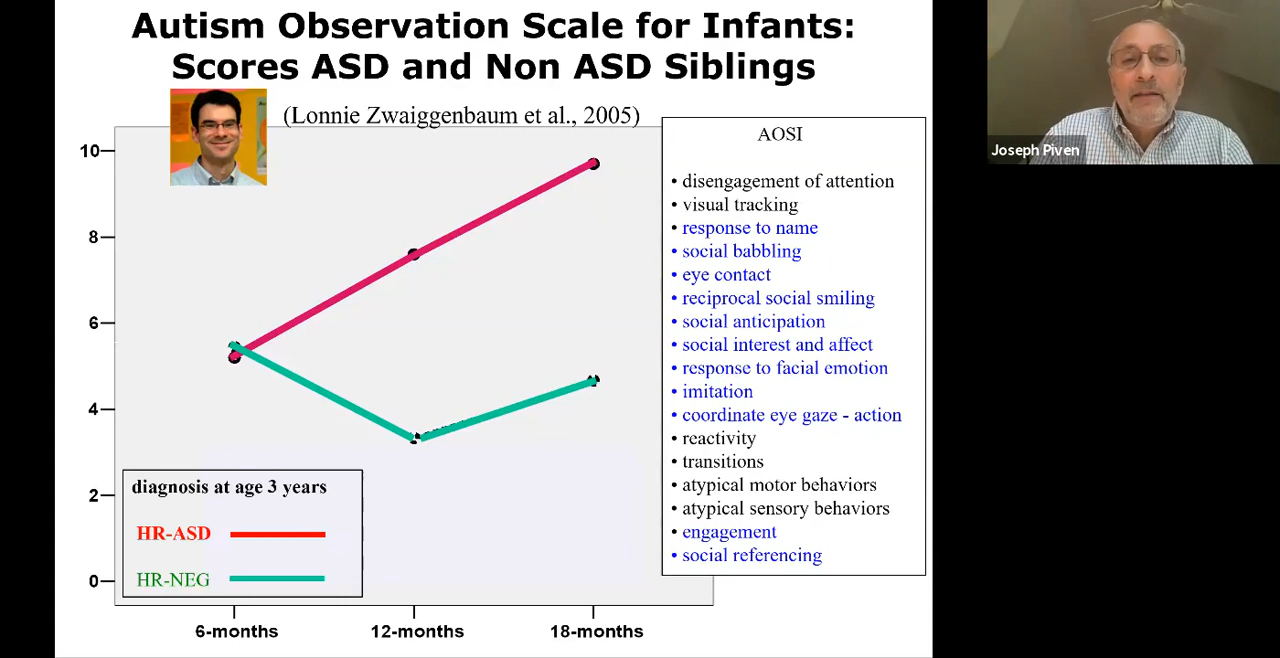 Autism Observation Scale for Infants:
Scores ASD and Non ASD Siblings
(Lonnie Zwaiggenbaum et al., 2005)
10
8
6
4
2
0
6-months
12-months
18-months
diagnosis at age 3 years
HR-ASD
HR-NEG
AOSI
• disengagement of attention
• visual tracking
• response to name
• social babbling
• eye contact
• reciprocal social smiling
• social anticipation
• social interest and affect
• response to facial emotion
• imitation
• coordinate eye gaze - action
• reactivity
• transitions
• atypical motor behaviors
• atypical sensory behaviors
• engagement
• social referencing
Joseph Piven